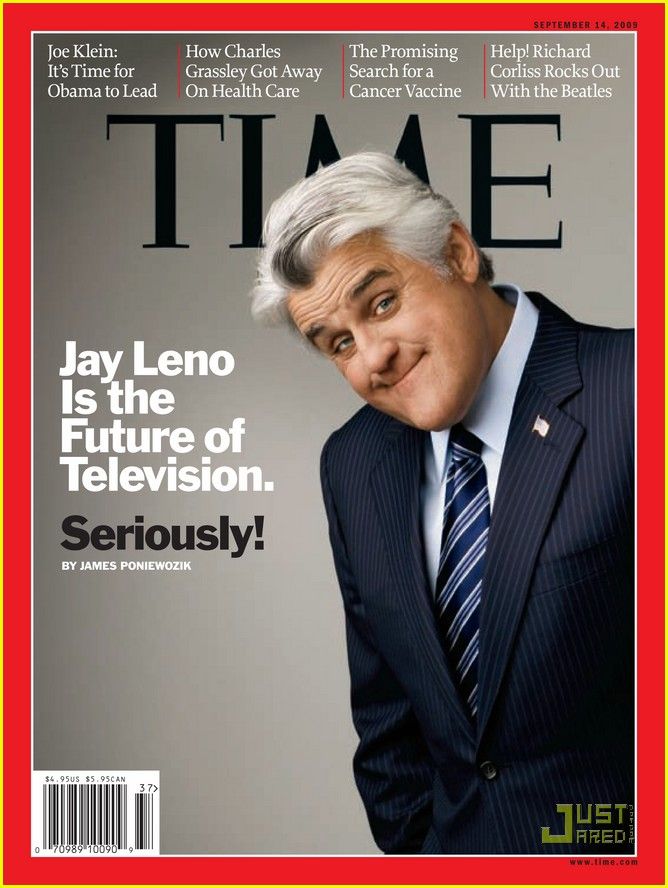 SEPTEMBER 14, 2009
Joe Klein:
It's Time for
Obama to Lead
How Charles
Grassley Got Away
On Health Care
The Promising
Search for a
Cancer Vaccine
Help! Richard
Corliss Rocks Out
With the Beatles
TIME
Jay Leno
Is the
Future of
Television.
Seriously!
BY JAMES PONIEWOZIK
$4.95US $5.95CAN
37>
0 70989 10090 9
JUST
JARED
www.time.com